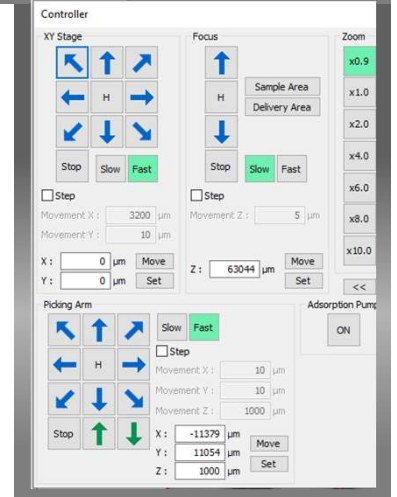 Controller
XY Stage
H
Stop Slow Fast
Step
Movement X : 3200 μm
Movement Y : 10 μm
X : 0 μm Move
Y : 0 μm Set
Focus
H
Sample Area
Delivery Area
Stop Slow Fast
Step
Movement Z : 5 μm
Z : 63044 μm Move
Set
Zoom
x0.9
x1.0
x2.0
x4.0
x6.0
x8.0
x10.0
<<
Picking Arm
H
Slow Fast
Step
Movement X : 10 μm
Movement Y : 10 μm
Movement Z : 1000 μm
Stop
X : -11379 μm
Y : 11054 μm
Z : 1000 μm
Move
Set
Adsorption Pump
ON